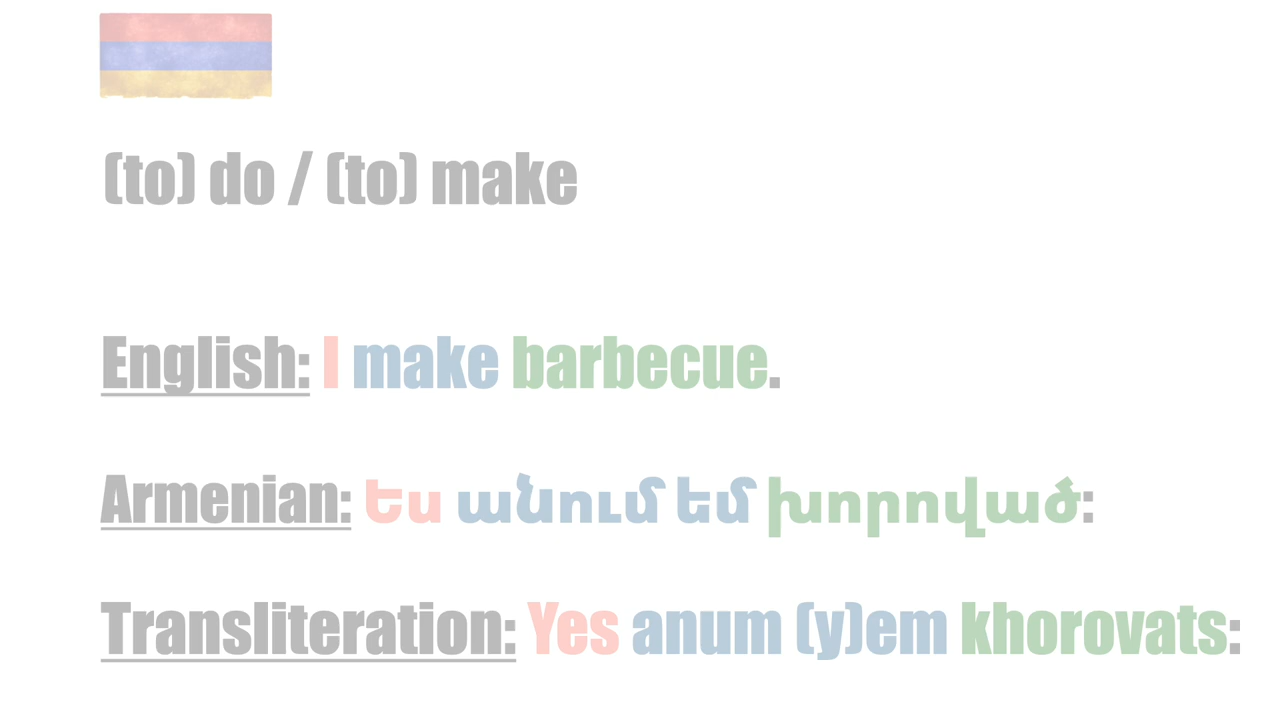 (to) do / (to) make
English: I make barbecue.
Armenian: Ես անում եմ խորոված:
Transliteration: Yes anum (y)em khorovats: